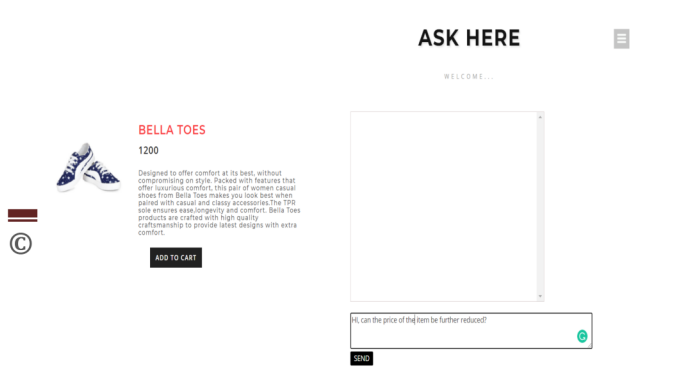 ASK HERE
WELCOME...
BELLA TOES
1200
Designed to offer comfort at its best, without
compromising on style. Packed with features that
offer luxurious comfort, this pair of women casual
shoes from Bella Toes makes you look best when
paired with casual and classy accessories.The TPR
sole ensures ease,longevity and comfort. Bella Toes
products are crafted with high quality
craftsmanship to provide latest designs with extra
comfort.
ADD TO CART
©
Hi, can the price of the item be further reduced?
SEND